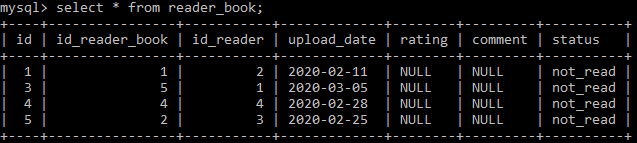 mysql> select * from reader_book;
+----+----------------+-----------+-------------+--------+---------+----------+
| id | id_reader_book | id_reader | upload_date | rating | comment | status   |
+----+----------------+-----------+-------------+--------+---------+----------+
|  1 |              1 |         2 | 2020-02-11  | NULL   | NULL    | not_read |
|  3 |              5 |         1 | 2020-03-05  | NULL   | NULL    | not_read |
|  4 |              4 |         4 | 2020-02-28  | NULL   | NULL    | not_read |
|  5 |              2 |         3 | 2020-02-25  | NULL   | NULL    | not_read |
+----+----------------+-----------+-------------+--------+---------+----------+